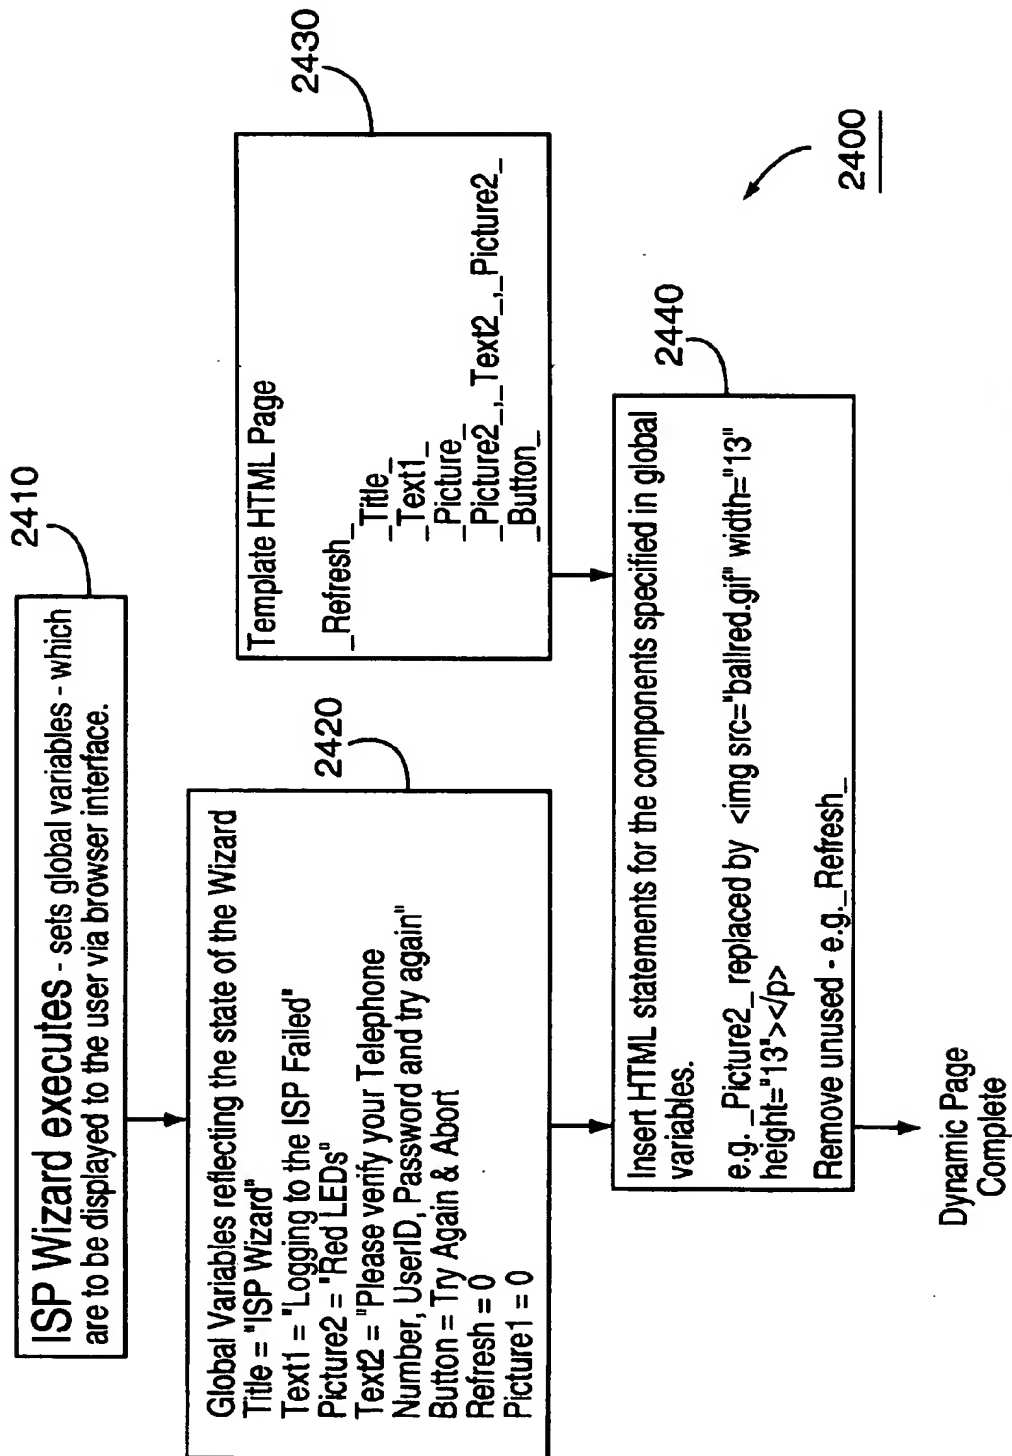 ISP Wizard executes - sets global variables - which
are to be displayed to the user via browser interface.
2410
Global Variables reflecting the state of the Wizard
Title = "ISP Wizard"
Text1 = "Logging to the ISP Failed"
Picture2 = "Red LEDs"
Text2 = "Please verify your Telephone
Number, UserID, Password and try again"
Button = Try Again & Abort
Refresh = 0
Picture1 = 0
2420
Template HTML Page
_Refresh_
_Title_
_Text1_
_Picture_
_Picture2_,_Text2_,_Picture2_
_Button_
2430
Insert HTML statements for the components specified in global
variables.
e.g. _Picture2_ replaced by <img src="ballred.gif" width="13"
height="13"></p>
Remove unused - e.g._Refresh_
2440
Dynamic Page
Complete
2400